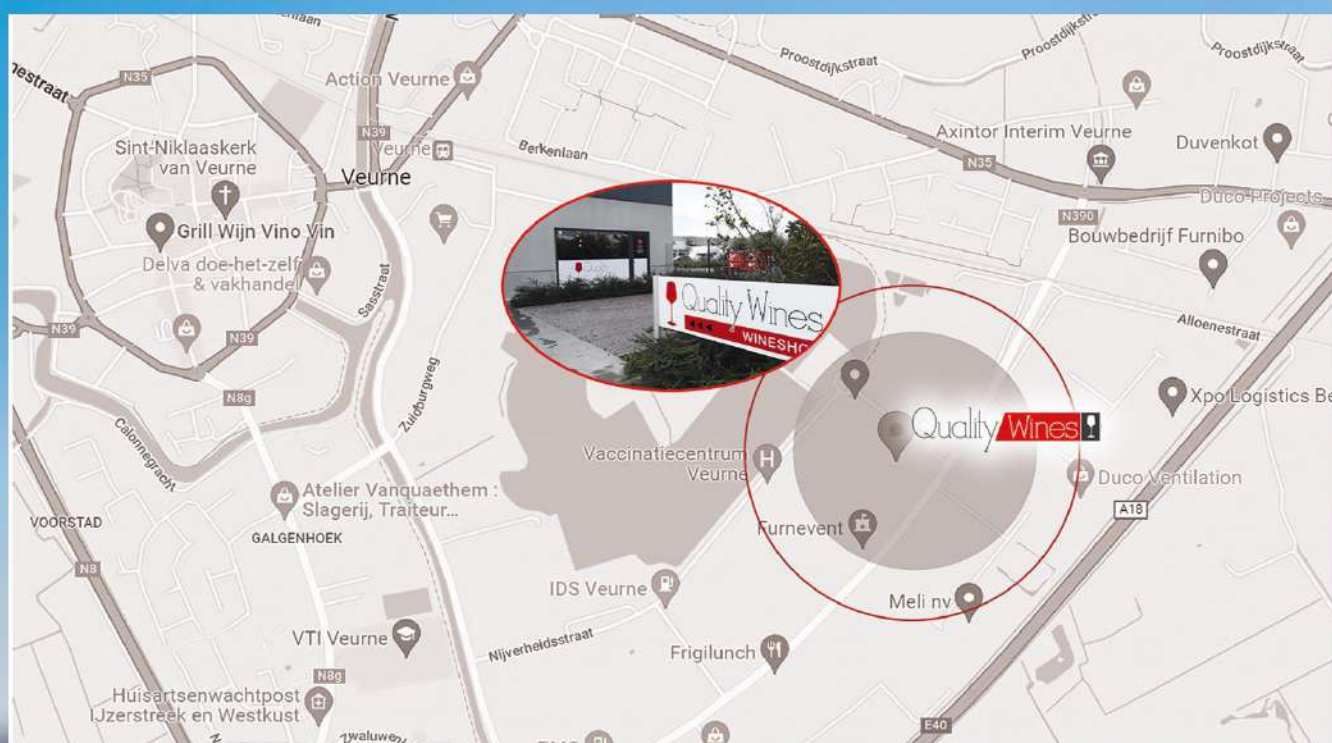 Proostdijkstraat
Proostdijkstraat
Proostdijkstraat
N35
Action Veurne
N39
Axintor Interim Veurne
Duvenkot
Sint-Niklaaskerk
van Veurne
Veurne
Berkenlaan
N35
Veurne
Duco Projects
N390
Grill Wijn Vino Vin
Bouwbedrijf Furnibo
Delva doe-het-zelf
& vakhandel
Sasstraat
Quality Wines
WINESHO
Alloenestraat
N39
N39
Zuidburgweg
N8g
Xpo Logistics Be
Quality Wines
Calonnegracht
Vaccinatiecentrum
Veurne
Duco Ventilation
Atelier Vanquaethem :
Slagerij, Traiteur...
A18
VOORSTAD
GALGENHOEK
Furnevent
N8
IDS Veurne
Meli nv
VTI Veurne
Nijverheidsstraat
Frigilunch
N8g
Huisartsenwachtpost
IJzerstreek en Westkust
E40